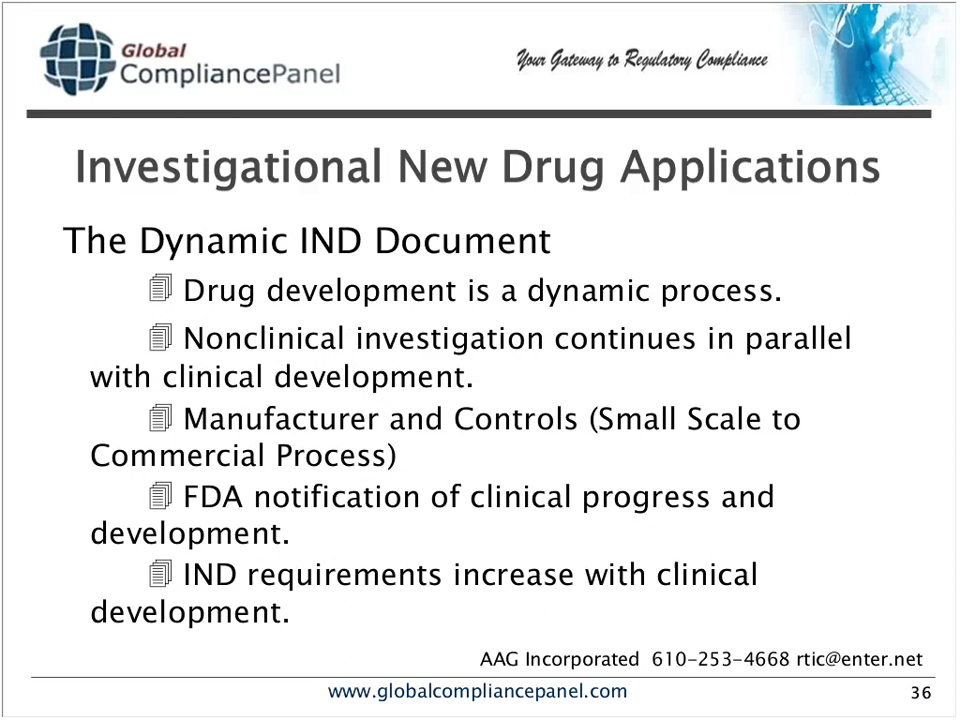 Global
CompliancePanel
Your Gateway to Regulatory Compliance
Investigational New Drug Applications
The Dynamic IND Document
Drug development is a dynamic process.
Nonclinical investigation continues in parallel
with clinical development.
Manufacturer and Controls (Small Scale to
Commercial Process)
FDA notification of clinical progress and
development.
IND requirements increase with clinical
development.
AAG Incorporated 610-253-4668 rtic@enter.net
www.globalcompliancepanel.com
36